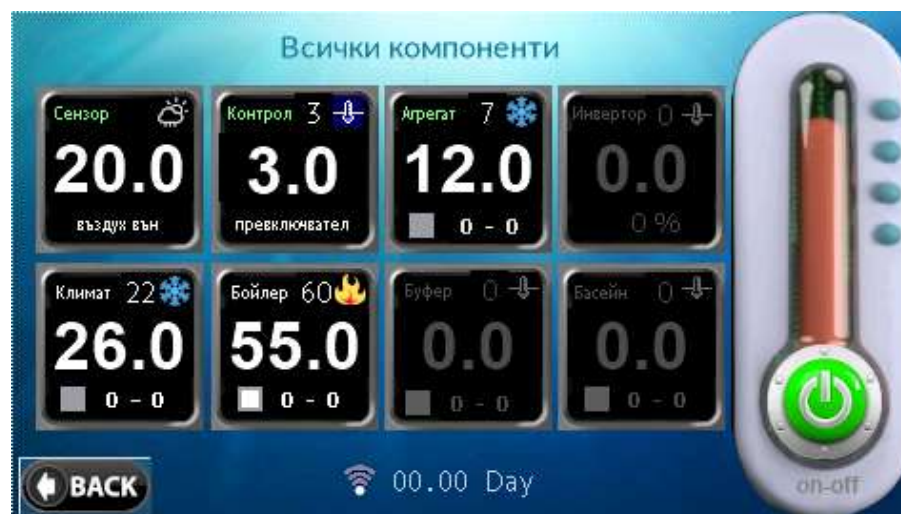 Всички компоненти
Сензор
20.0
въздух вън
Контрол 3
3.0
превключвател
Агрегат 7
12.0
0 - 0
Инвертор 0
0.0
0 %
Климат 22
26.0
0 - 0
Бойлер 60
55.0
0 - 0
Буфер 0
0.0
0 - 0
Басейн 0
0.0
0 - 0
BACK
00.00 Day
on-off